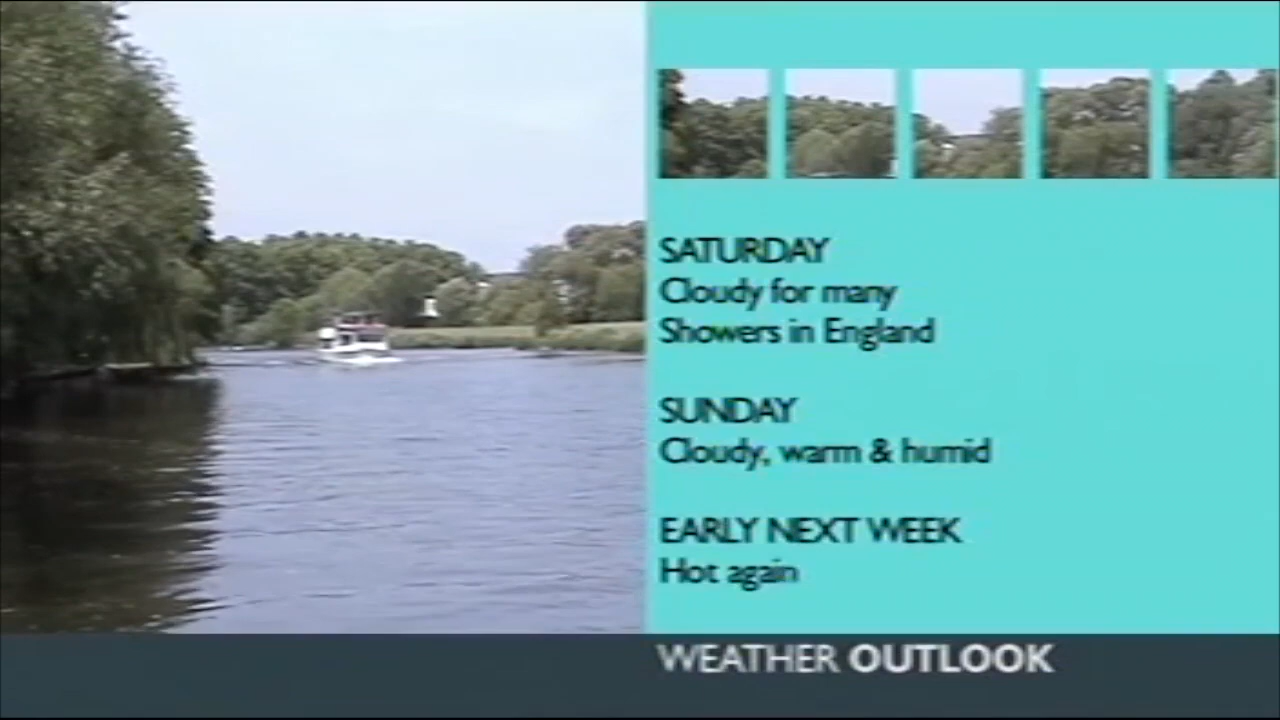 SATURDAY
Cloudy for many
Showers in England
SUNDAY
Cloudy, warm & humid
EARLY NEXT WEEK
Hot again
WEATHER OUTLOOK